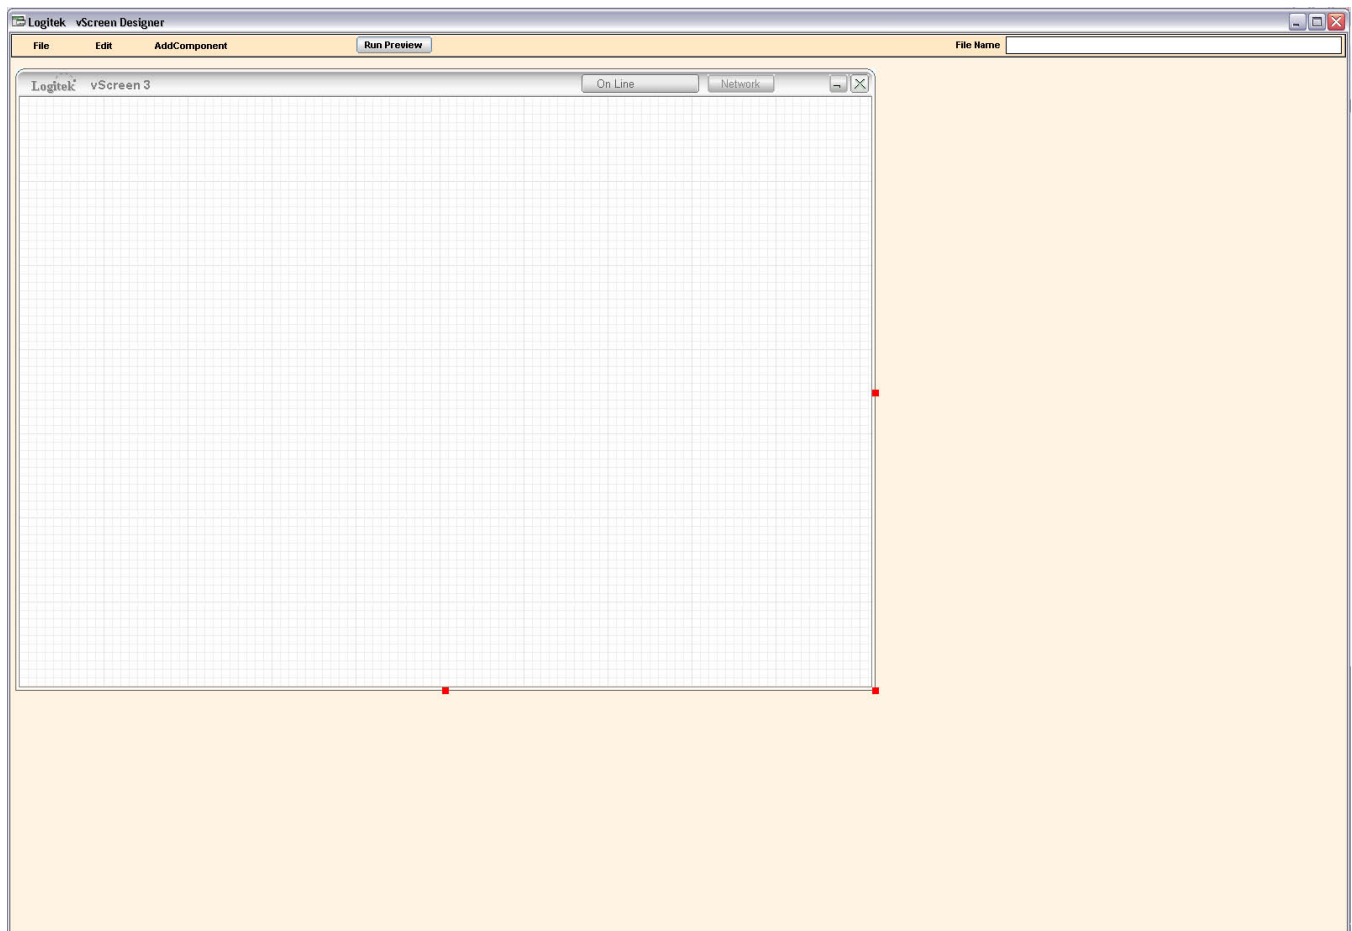 Logitek vScreen Designer
File Edit AddComponent Run Preview File Name
Logitek vScreen 3 On Line Network